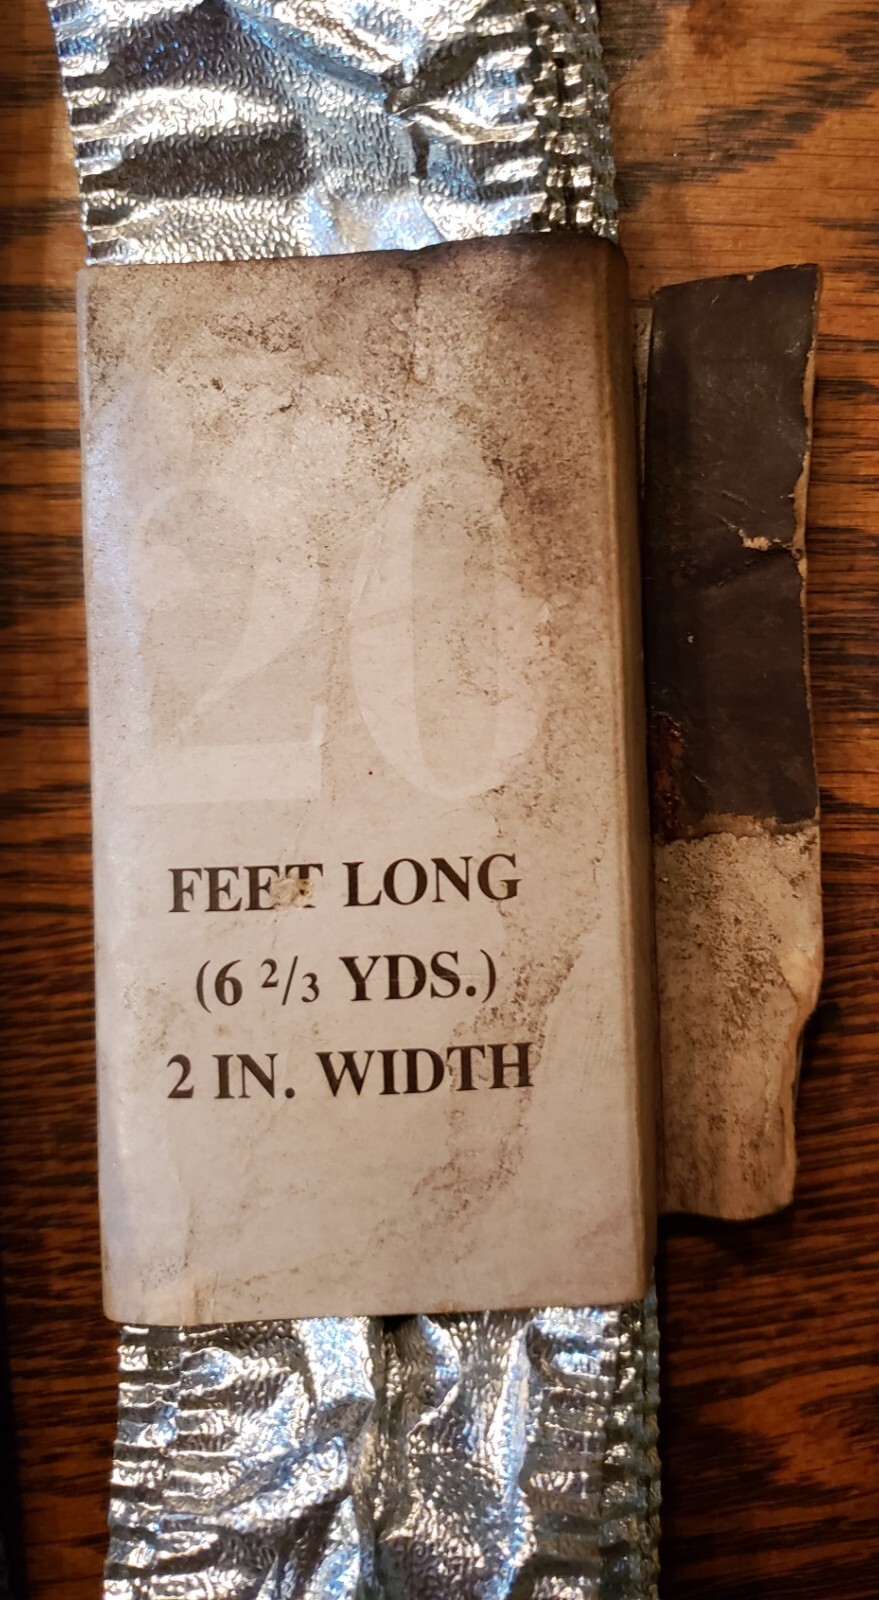 20
FEET LONG
(6 2/3 YDS.)
2 IN. WIDTH